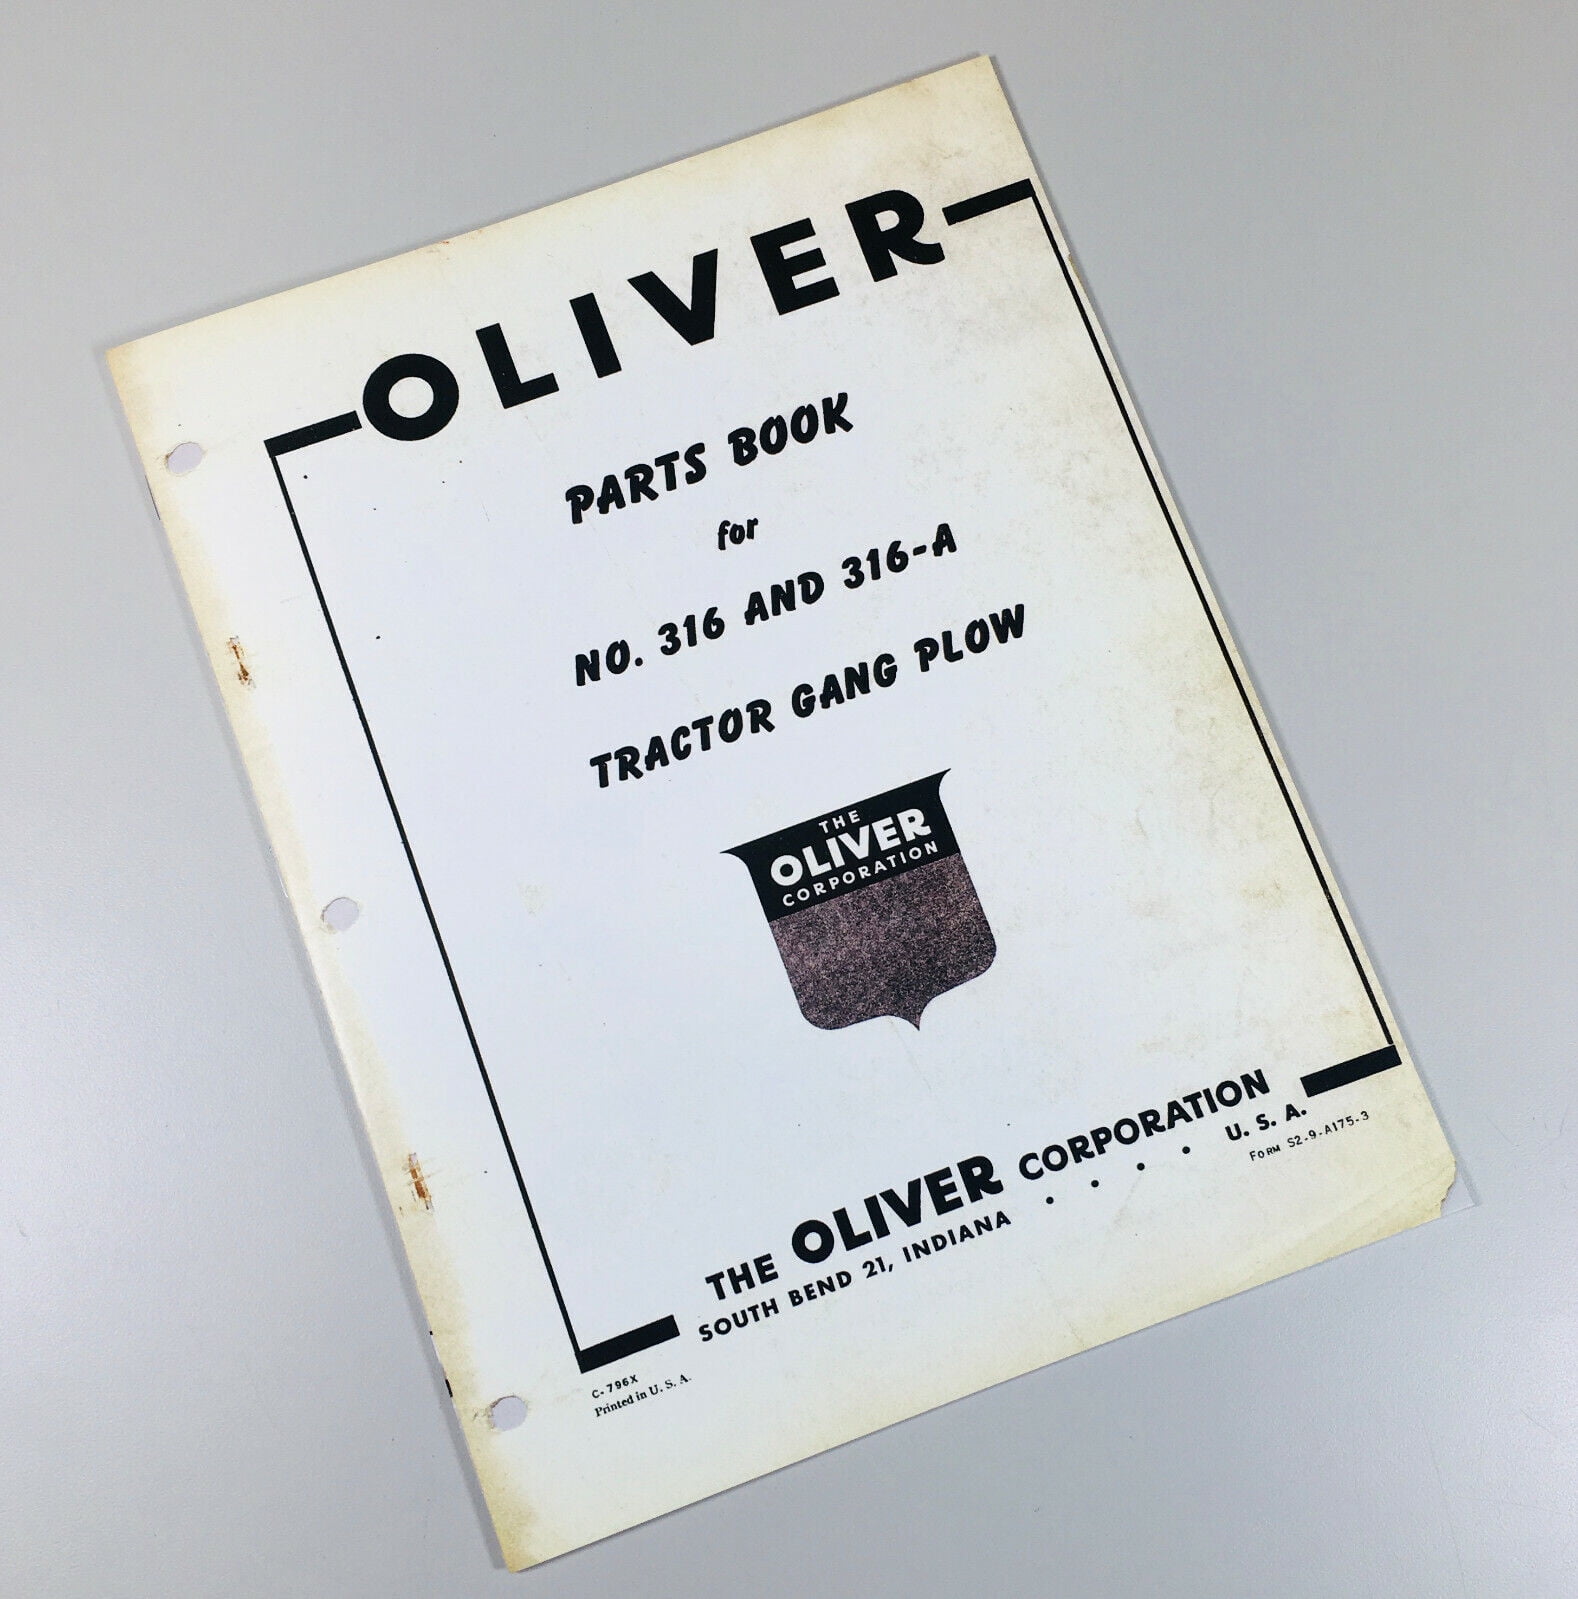 OLIVER
PARTS BOOK
for
NO. 316 AND 316-A
TRACTOR GANG PLOW
THE
OLIVER
CORPORATION
THE OLIVER CORPORATION
SOUTH BEND 21, INDIANA . . . . U. S. A.
FORM S2-9-A175-3
C-796X
Printed in U. S. A.